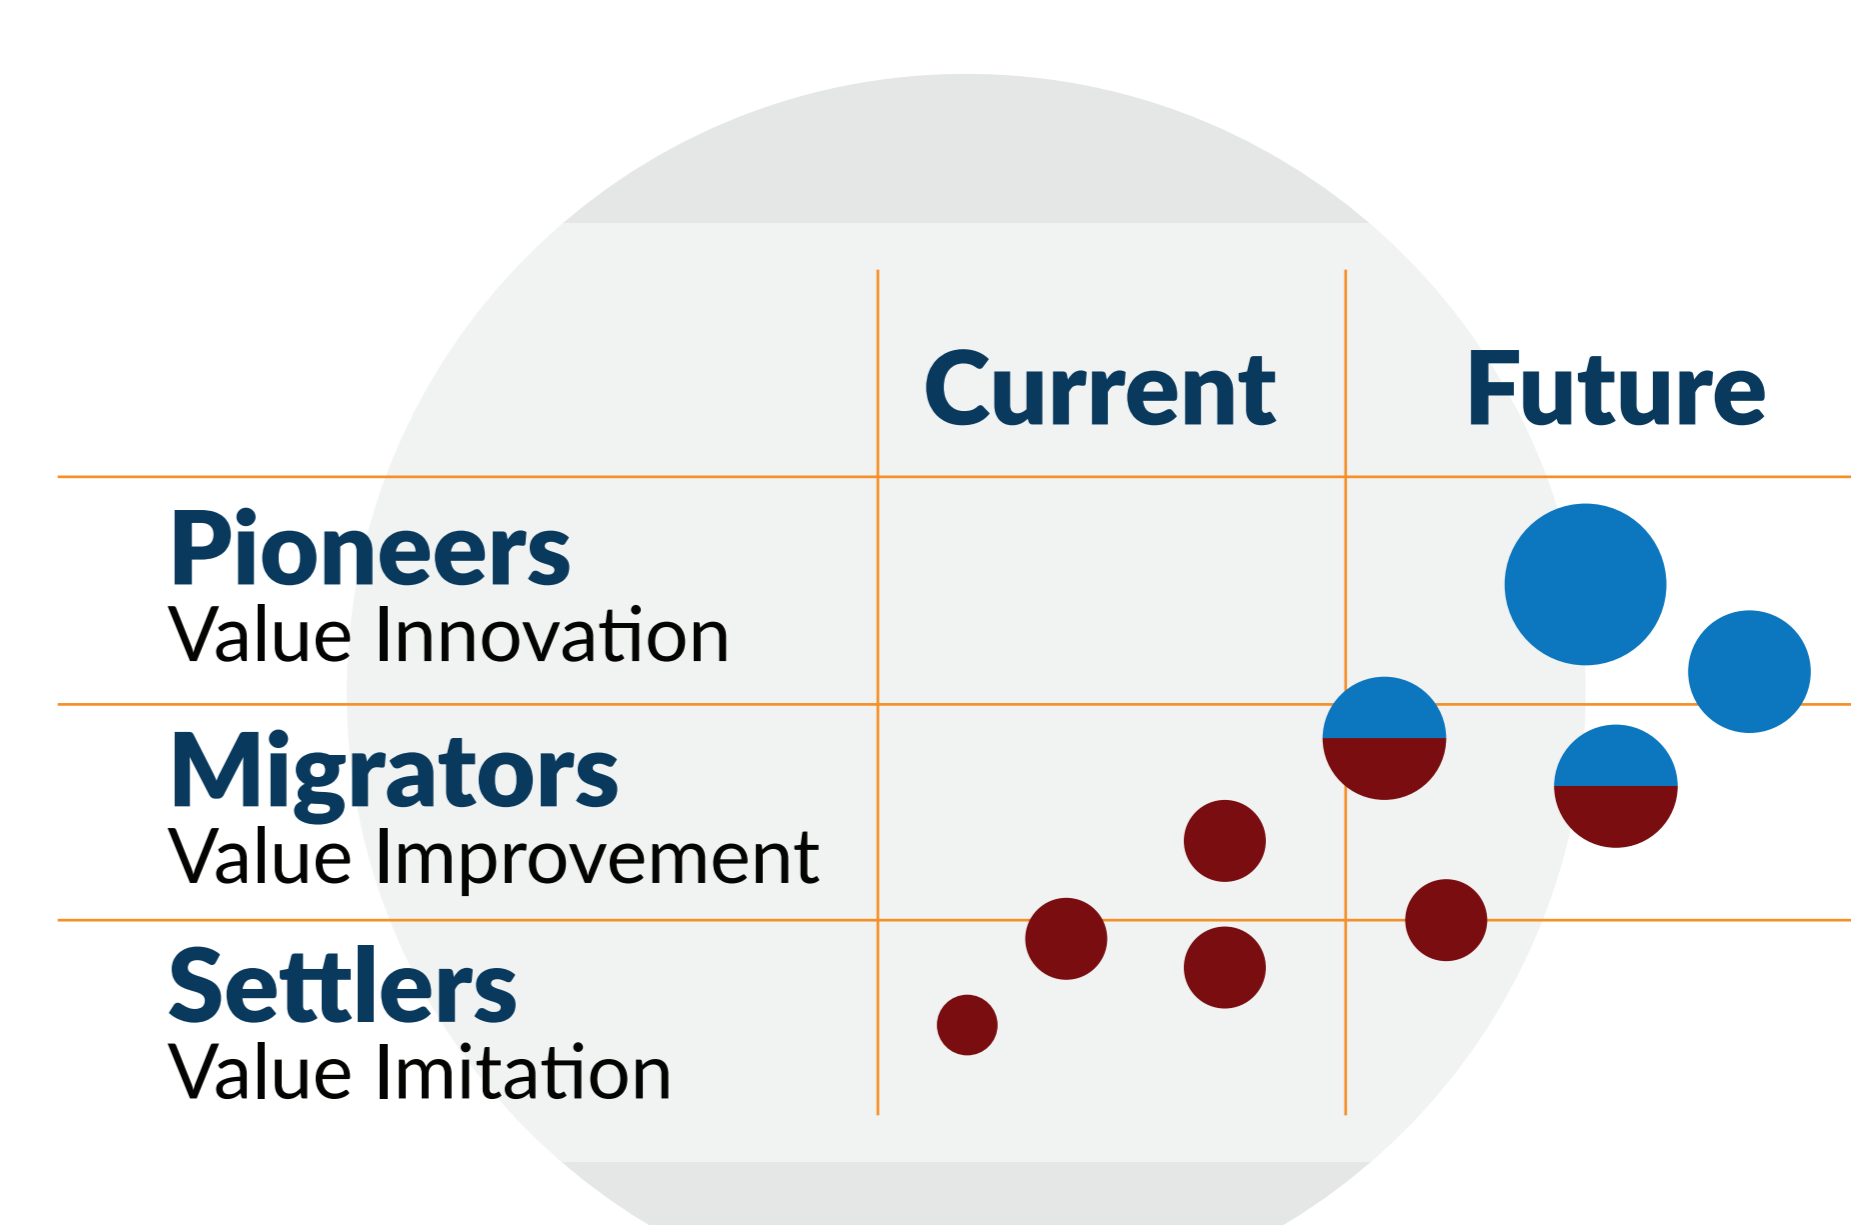 Current Future
Pioneers
Value Innovation
Migrators
Value Improvement
Settlers
Value Imitation